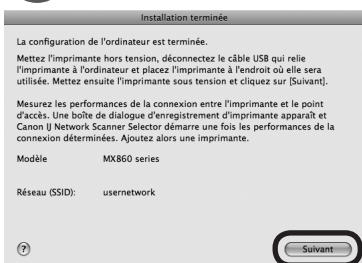 Installation terminée
La configuration de l'ordinateur est terminée.
Mettez l'imprimante hors tension, déconnectez le câble USB qui relie
l'imprimante à l'ordinateur et placez l'imprimante à l'endroit où elle sera
utilisée. Mettez ensuite l'imprimante sous tension et cliquez sur [Suivant].
Mesurez les performances de la connexion entre l'imprimante et le point
d'accès. Une boîte de dialogue d'enregistrement d'imprimante apparaît et
Canon IJ Network Scanner Selector démarre une fois les performances de la
connexion déterminées. Ajoutez alors une imprimante.
Modèle MX860 series
Réseau (SSID): usernetwork
? Suivant